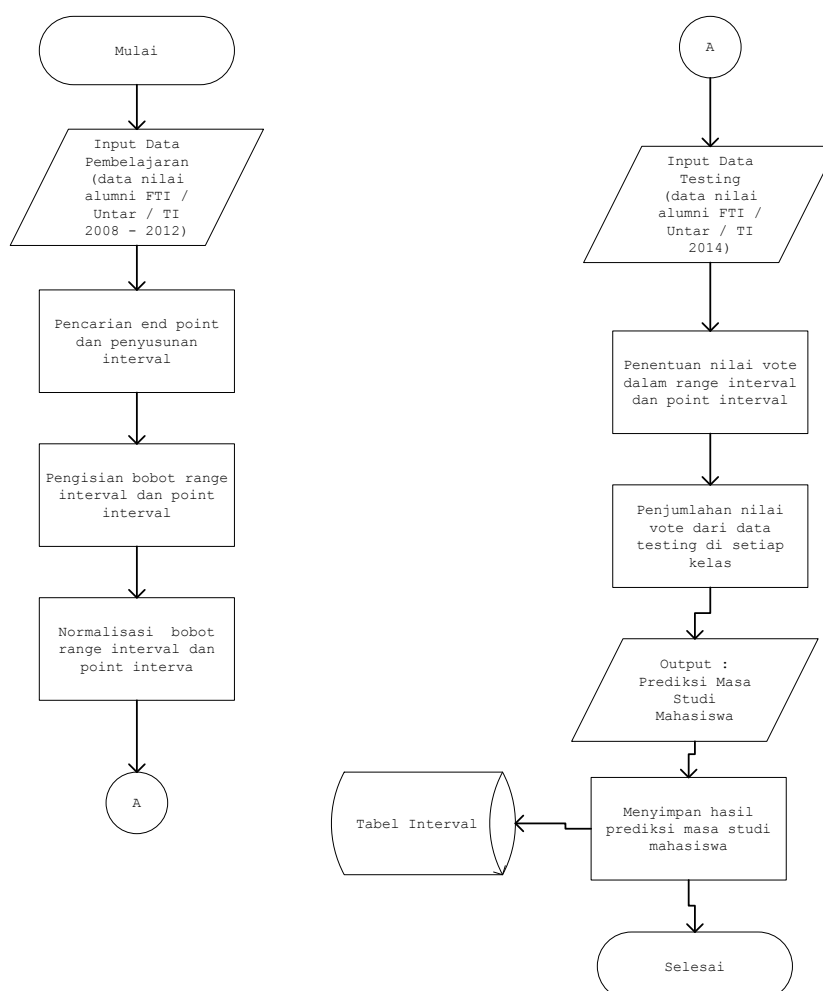 Mulai
Input Data
Pembelajaran
(data nilai
alumni FTI /
Untar / TI
2008 - 2012)
Pencarian end point
dan penyusunan
interval
Pengisian bobot range
interval dan point
interval
Normalisasi bobot
range interval dan
point interva
A
A
Input Data
Testing
(data nilai
alumni FTI /
Untar / TI
2014)
Penentuan nilai vote
dalam range interval
dan point interval
Penjumlahan nilai
vote dari data
testing di setiap
kelas
Output :
Prediksi Masa
Studi
Mahasiswa
Menyimpan hasil
prediksi masa studi
mahasiswa
Tabel Interval
Selesai